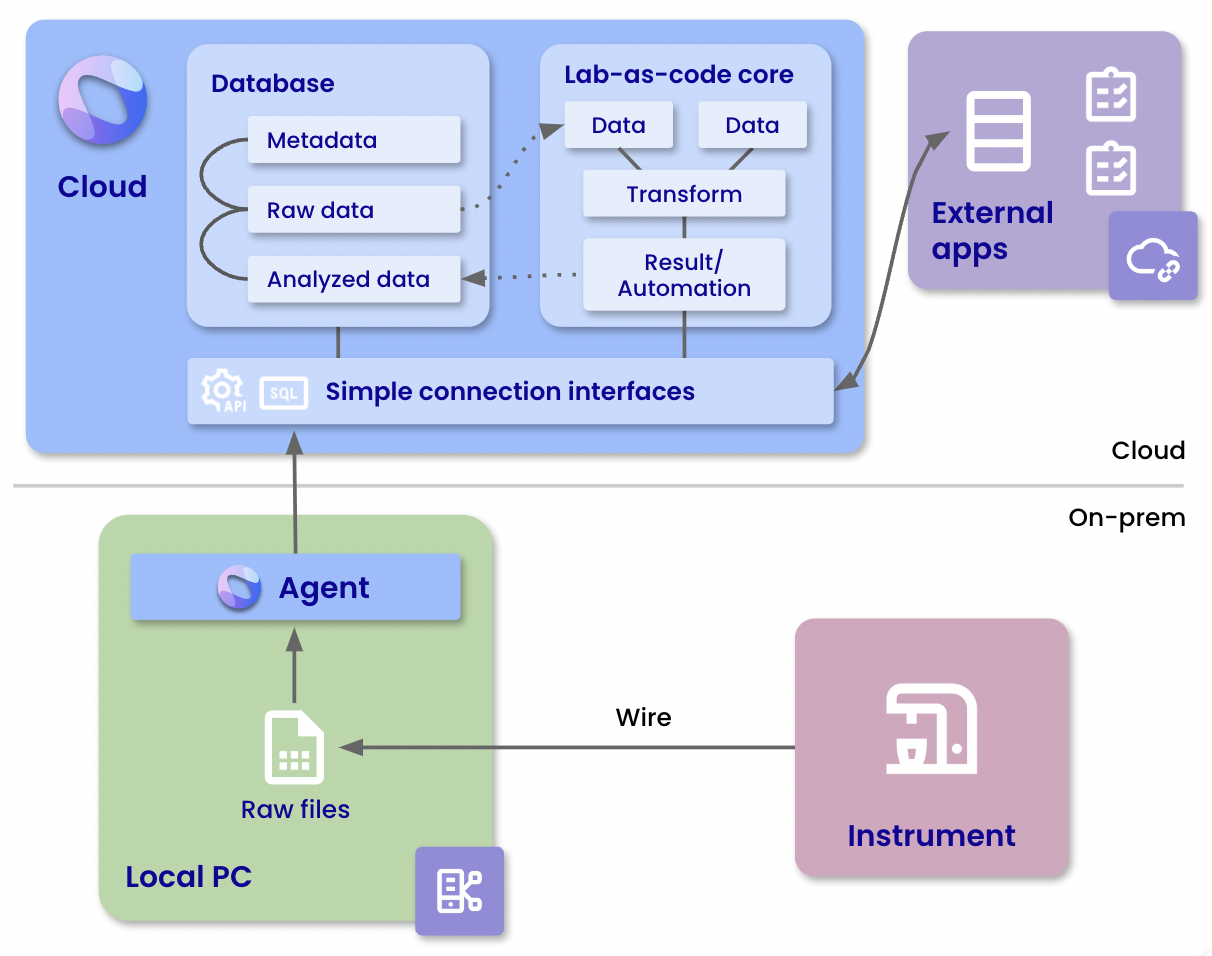 Cloud
Database
Metadata
Raw data
Analyzed data
Lab-as-code core
Data
Data
Transform
Result/
Automation
API
SQL
Simple connection interfaces
External
apps
Cloud
On-prem
Agent
Raw files
Local PC
Wire
Instrument